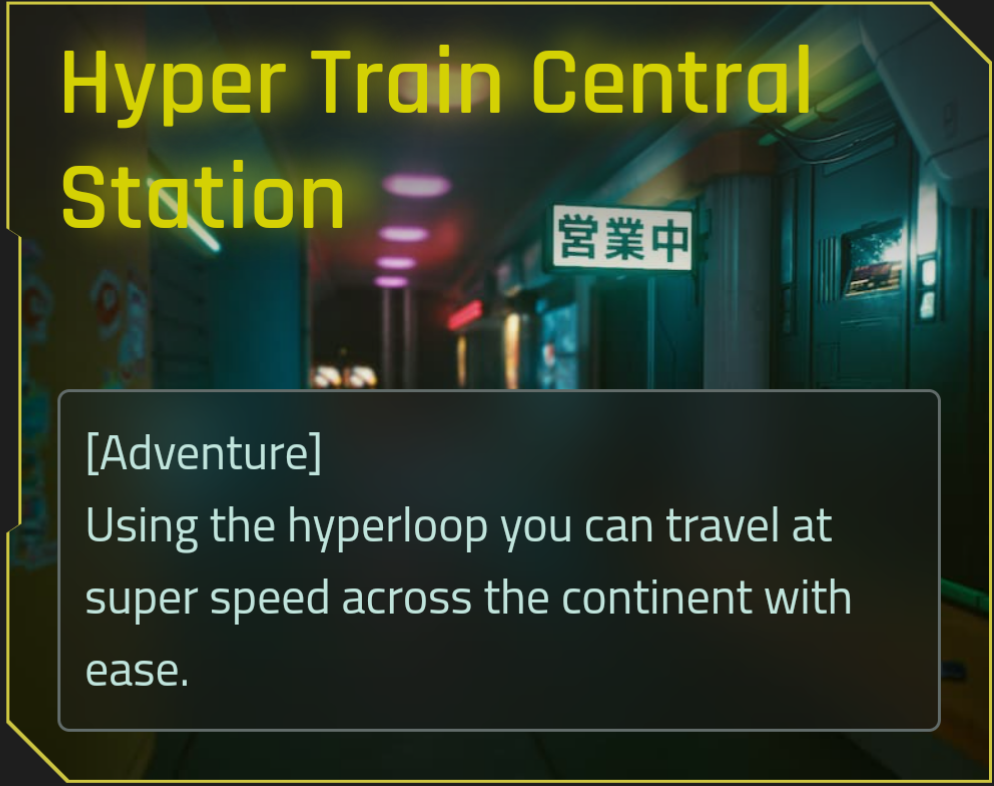 Hyper Train Central
Station
営業中
[Adventure]
Using the hyperloop you can travel at
super speed across the continent with
ease.